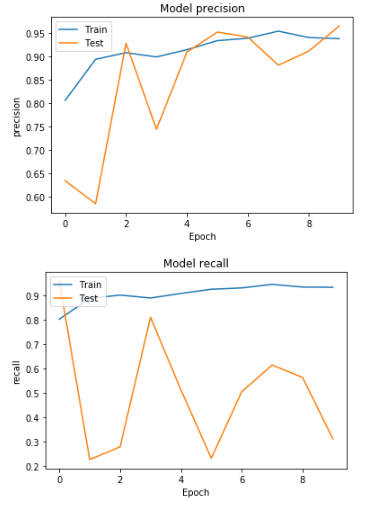 Model precision
0.95
0.90
0.85
0.80
0.75
0.70
0.65
0.60
precision
Train
Test
0
2
4
6
8
Epoch
Model recall
0.9
0.8
0.7
0.6
0.5
0.4
0.3
0.2
recall
Train
Test
0
2
4
6
8
Epoch